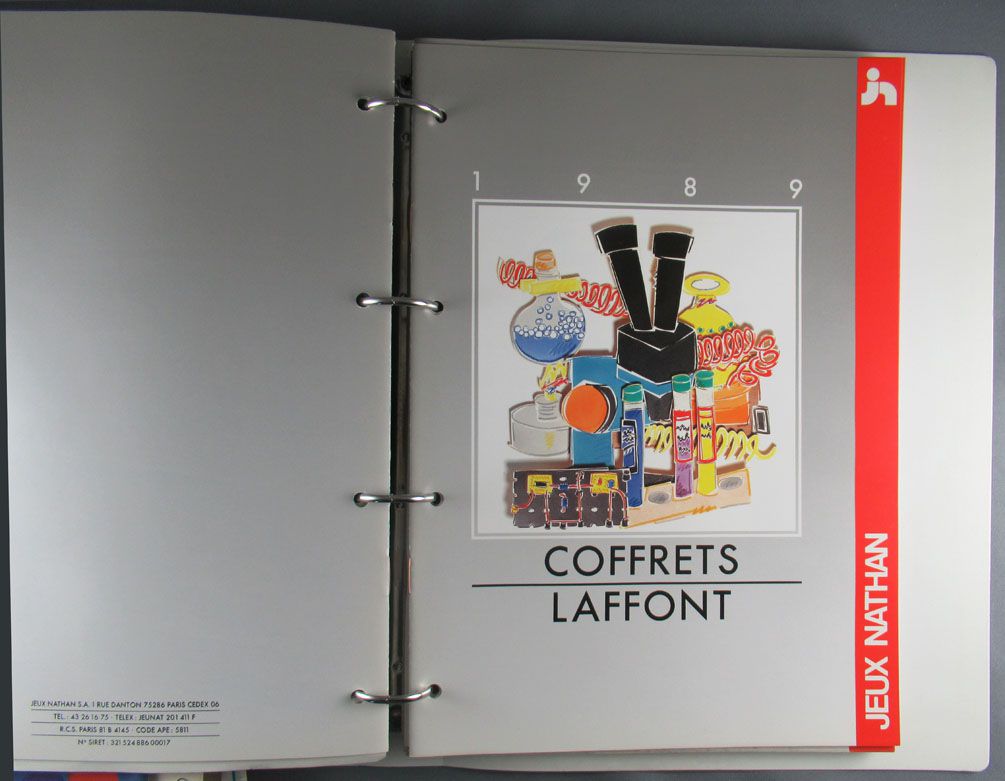 JEUX NATHAN S.A. 1 RUE DANTON 75286 PARIS CEDEX 06
TEL. : 43 26 16 75 · TELEX : JEUNAT 201 411 F
R.C.S. PARIS 81 B 4145 · CODE APE : 5811
N° SIRET : 321 524 886 00017
1 9 8 9
COFFRETS
LAFFONT
jn
JEUX NATHAN